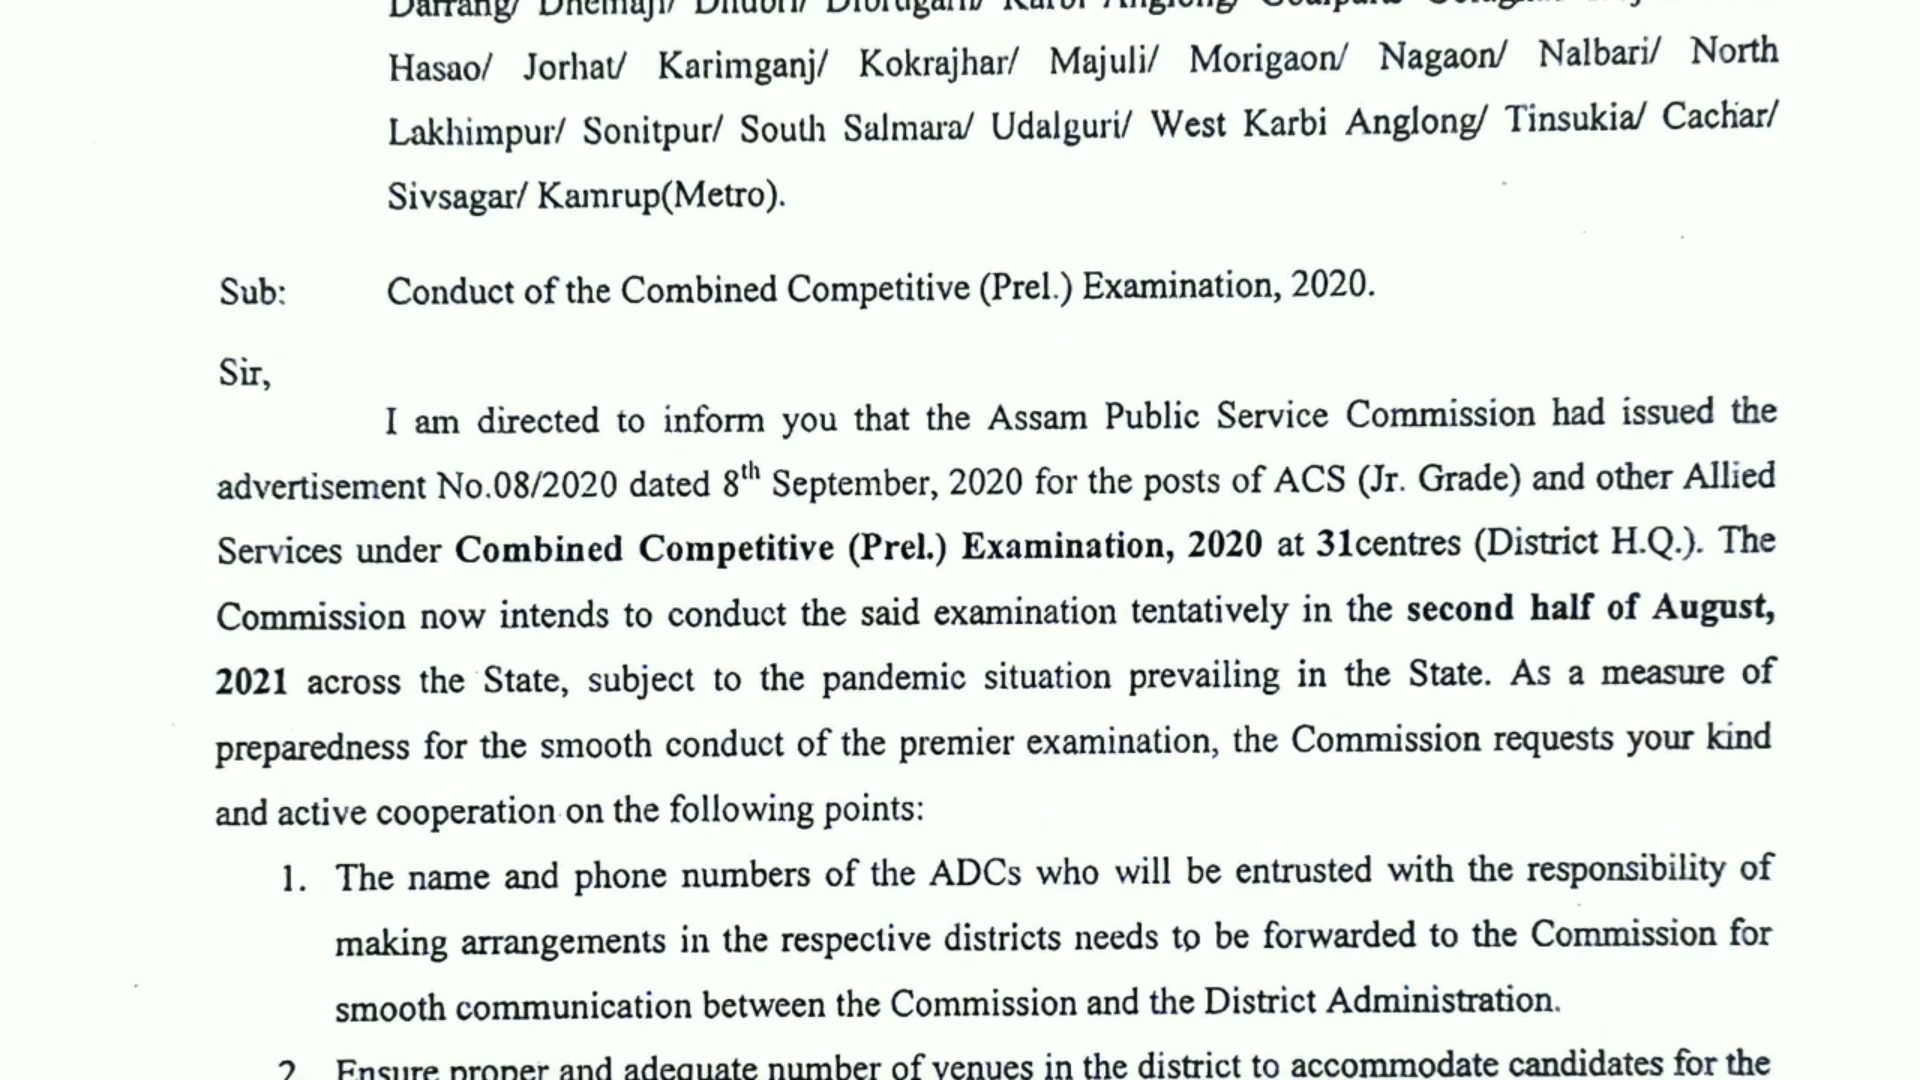 Darrang/ Dhemaji/ Dhubri/ Dibrugarh/ Karbi Anglong/ Goalpara
Hasao/ Jorhat/ Karimganj/ Kokrajhar/ Majuli/ Morigaon/ Nagaon/ Nalbari/ North
Lakhimpur/ Sonitpur/ South Salmara/ Udalguri/ West Karbi Anglong/ Tinsukia/ Cachar/
Sivsagar/ Kamrup(Metro).
Sub: Conduct of the Combined Competitive (Prel.) Examination, 2020.
Sir,
I am directed to inform you that the Assam Public Service Commission had issued the
advertisement No.08/2020 dated 8th September, 2020 for the posts of ACS (Jr. Grade) and other Allied
Services under Combined Competitive (Prel.) Examination, 2020 at 31centres (District H.Q.). The
Commission now intends to conduct the said examination tentatively in the second half of August,
2021 across the State, subject to the pandemic situation prevailing in the State. As a measure of
preparedness for the smooth conduct of the premier examination, the Commission requests your kind
and active cooperation on the following points:
1. The name and phone numbers of the ADCs who will be entrusted with the responsibility of
making arrangements in the respective districts needs to be forwarded to the Commission for
smooth communication between the Commission and the District Administration.
2. Ensure proper and adequate number of venues in the district to accommodate candidates for the